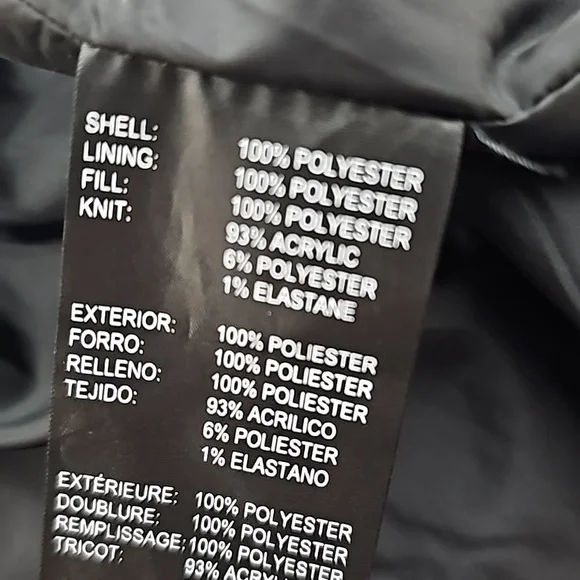 SHELL: 100% POLYESTER
LINING: 100% POLYESTER
FILL: 100% POLYESTER
KNIT: 93% ACRYLIC
6% POLYESTER
1% ELASTANE
EXTERIOR: 100% POLIESTER
FORRO: 100% POLIESTER
RELLENO: 100% POLIESTER
TEJIDO: 93% ACRILICO
6% POLIESTER
1% ELASTANO
EXTÉRIEURE: 100% POLYESTER
DOUBLURE: 100% POLYESTER
REMPLISSAGE: 100% POLYESTER
TRICOT: 93%